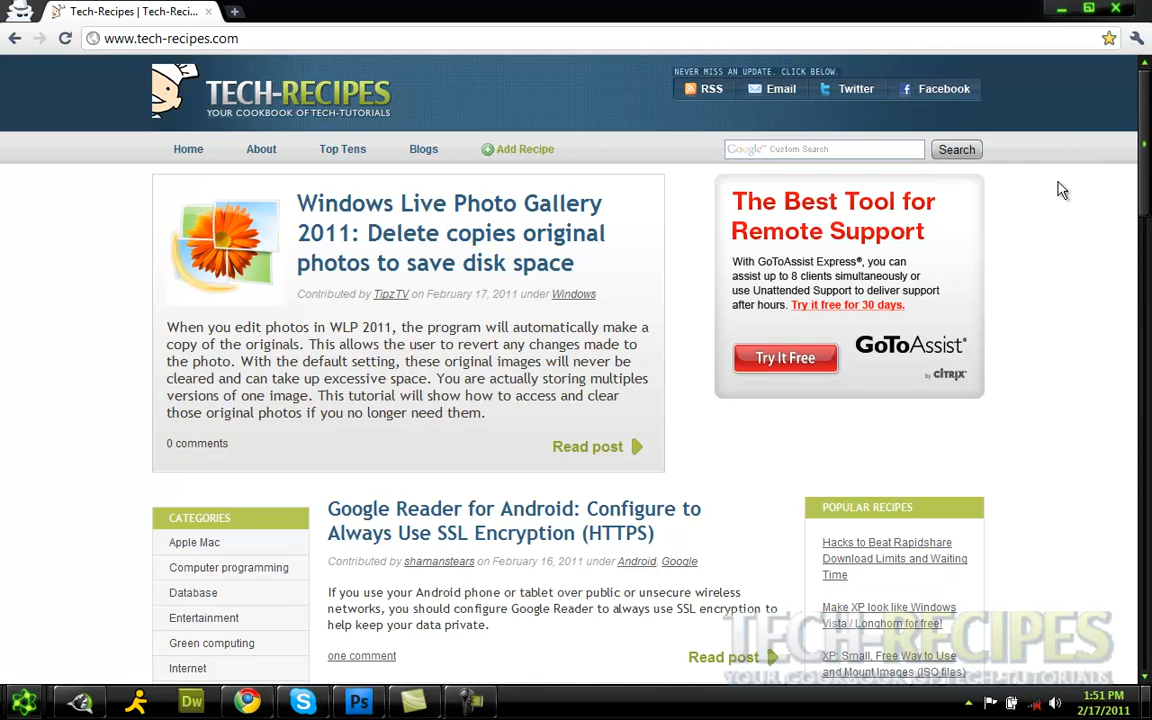 Tech-Recipes | Tech-Reci...
www.tech-recipes.com
TECH-RECIPES
YOUR COOKBOOK OF TECH-TUTORIALS
NEVER MISS AN UPDATE. CLICK BELOW.
RSS Email Twitter Facebook
Home About Top Tens Blogs Add Recipe
Google™ Custom Search Search
Windows Live Photo Gallery
2011: Delete copies original
photos to save disk space
Contributed by TipzTV on February 17, 2011 under Windows
When you edit photos in WLP 2011, the program will automatically make a
copy of the originals. This allows the user to revert any changes made to
the photo. With the default setting, these original images will never be
cleared and can take up excessive space. You are actually storing multiples
versions of one image. This tutorial will show how to access and clear
those original photos if you no longer need them.
0 comments
Read post
The Best Tool for
Remote Support
With GoToAssist Express®, you can
assist up to 8 clients simultaneously or
use Unattended Support to deliver support
after hours. Try it free for 30 days.
Try It Free
GoToAssist®
by CITRIX
CATEGORIES
Apple Mac
Computer programming
Database
Entertainment
Green computing
Internet
Google Reader for Android: Configure to
Always Use SSL Encryption (HTTPS)
Contributed by shamanstears on February 16, 2011 under Android, Google
If you use your Android phone or tablet over public or unsecure wireless
networks, you should configure Google Reader to always use SSL encryption to
help keep your data private.
one comment
Read post
POPULAR RECIPES
Hacks to Beat Rapidshare
Download Limits and Waiting
Time
Make XP look like Windows
Vista / Longhorn for free!
XP: Small, Free Way to Use
and Mount Images (ISO files)
TECH-RECIPES
YOUR COOKBOOK OF TECH-TUTORIALS
Dw
Ps
1:51 PM
2/17/2011